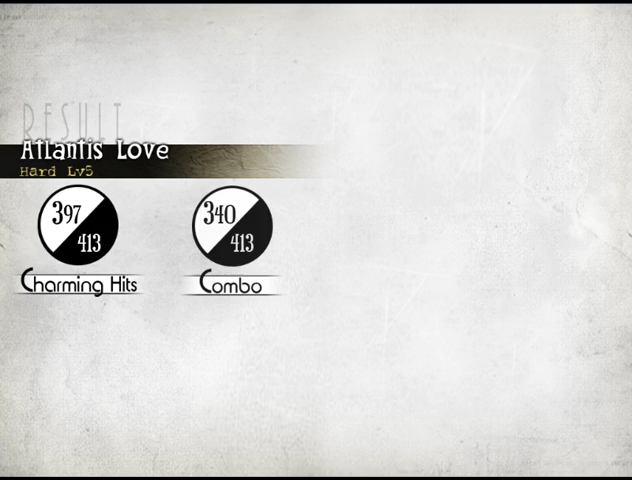 RESULT
Atlantis Love
Hard Lv5
397
413
340
413
Charming Hits
Combo